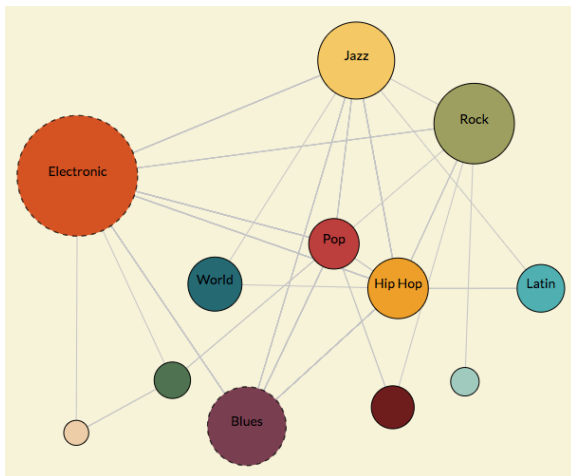 Jazz
Rock
Electronic
Pop
World
Hip Hop
Latin
Blues